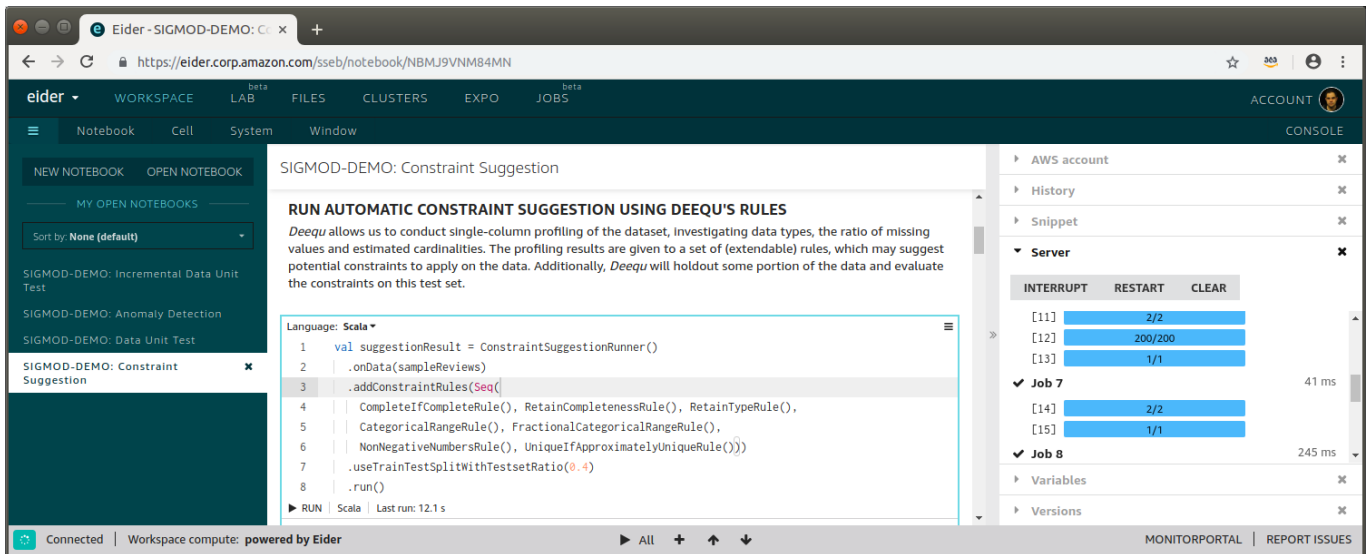 Eider - SIGMOD-DEMO: Co
https://eider.corp.amazon.com/sseb/notebook/NBMJ9VNM84MN
eider WORKSPACE LAB beta FILES CLUSTERS EXPO JOBS beta ACCOUNT
Notebook Cell System Window CONSOLE
NEW NOTEBOOK OPEN NOTEBOOK
MY OPEN NOTEBOOKS
Sort by: None (default)
SIGMOD-DEMO: Incremental Data Unit
Test
SIGMOD-DEMO: Anomaly Detection
SIGMOD-DEMO: Data Unit Test
SIGMOD-DEMO: Constraint
Suggestion
SIGMOD-DEMO: Constraint Suggestion
RUN AUTOMATIC CONSTRAINT SUGGESTION USING DEEQU'S RULES
Deequ allows us to conduct single-column profiling of the dataset, investigating data types, the ratio of missing
values and estimated cardinalities. The profiling results are given to a set of (extendable) rules, which may suggest
potential constraints to apply on the data. Additionally, Deequ will holdout some portion of the data and evaluate
the constraints on this test set.
Language: Scala
1 val suggestionResult = ConstraintSuggestionRunner()
2 .onData(sampleReviews)
3 .addConstraintRules(Seq(
4 CompleteIfCompleteRule(), RetainCompletenessRule(), RetainTypeRule(),
5 CategoricalRangeRule(), FractionalCategoricalRangeRule(),
6 NonNegativeNumbersRule(), UniqueIfApproximatelyUniqueRule()))
7 .useTrainTestSplitWithTestsetRatio(0.4)
8 .run()
RUN Scala Last run: 12.1 s
AWS account
History
Snippet
Server
INTERRUPT RESTART CLEAR
[11] 2/2
[12] 200/200
[13] 1/1
Job 7 41 ms
[14] 2/2
[15] 1/1
Job 8 245 ms
Variables
Versions
Connected | Workspace compute: powered by Eider All MONITORPORTAL | REPORT ISSUES